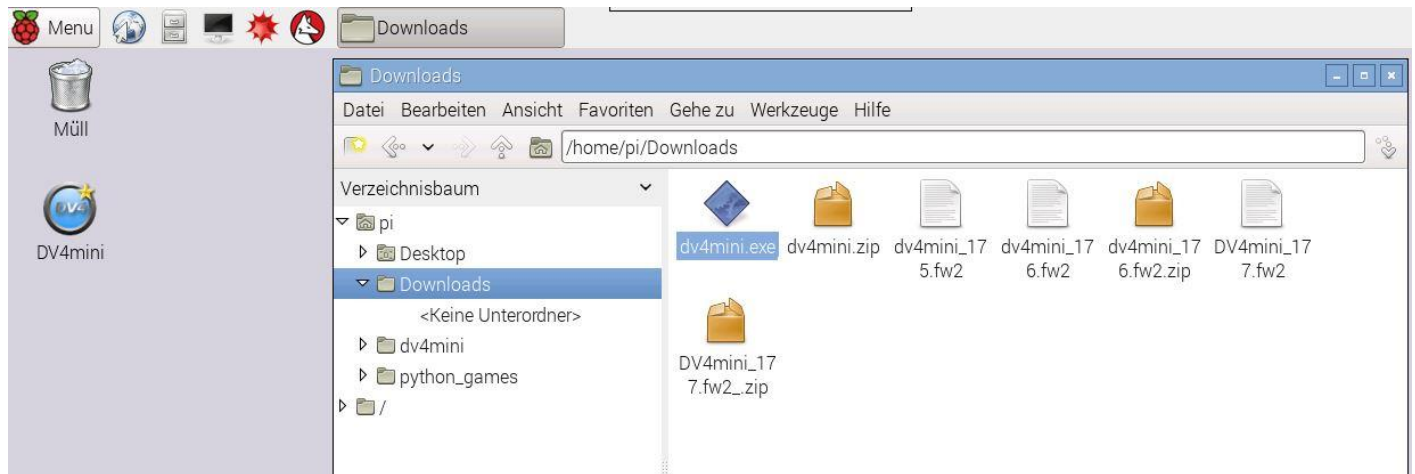 Menu
Downloads
Müll
DV4
DV4mini
Downloads
Datei Bearbeiten Ansicht Favoriten Gehe zu Werkzeuge Hilfe
/home/pi/Downloads
Verzeichnisbaum
pi
Desktop
Downloads
<Keine Unterordner>
dv4mini
python_games
/
dv4mini.exe
dv4mini.zip
dv4mini_17
5.fw2
dv4mini_17
6.fw2
dv4mini_17
6.fw2.zip
DV4mini_17
7.fw2
DV4mini_17
7.fw2_.zip